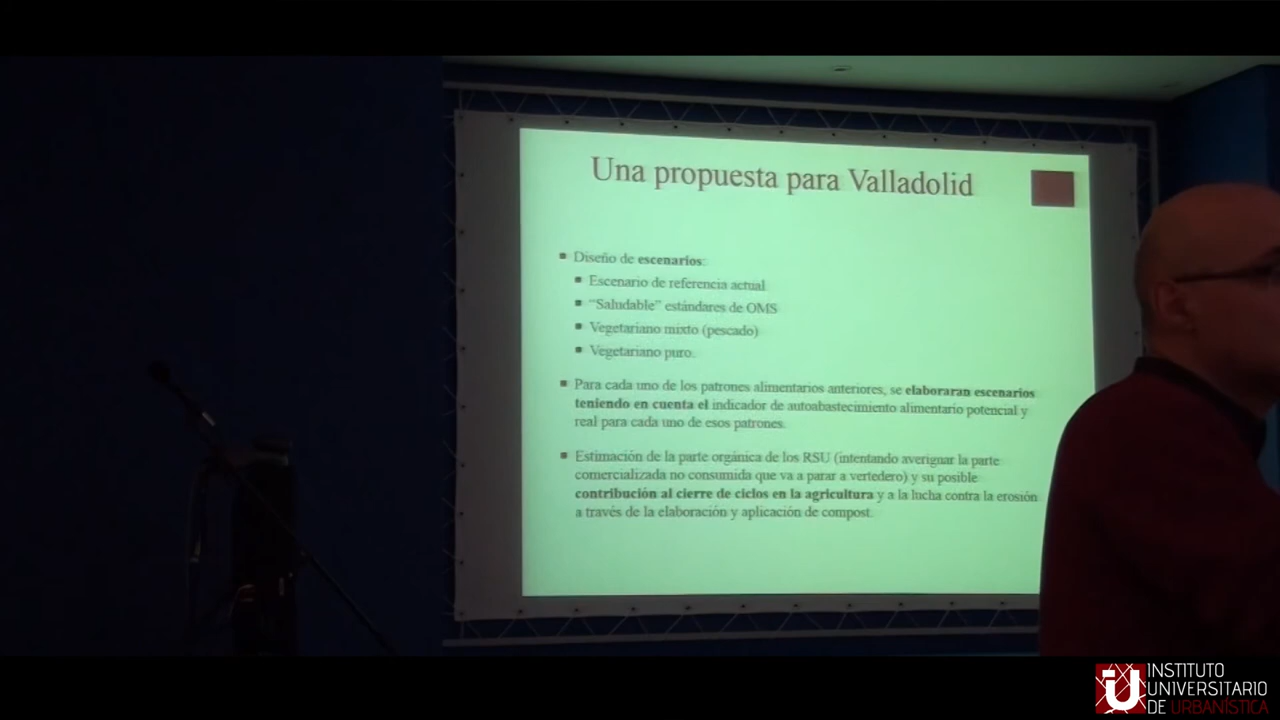 Una propuesta para Valladolid
Diseño de escenarios:
Escenario de referencia actual
"Saludable" estándares de OMS
Vegetariano mixto (pescado)
Vegetariano puro.
Para cada uno de los patrones alimentarios anteriores, se elaboraran escenarios
teniendo en cuenta el indicador de autoabastecimiento alimentario potencial y
real para cada uno de esos patrones.
Estimación de la parte orgánica de los RSU (intentando averiguar la parte
comercializada no consumida que va a parar a vertedero) y su posible
contribución al cierre de ciclos en la agricultura y a la lucha contra la erosión
a través de la elaboración y aplicación de compost.
INSTITUTO
UNIVERSITARIO
DE URBANÍSTICA